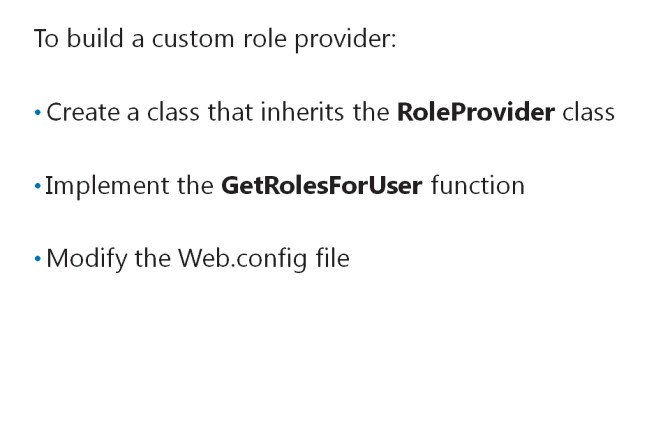 To build a custom role provider:
• Create a class that inherits the RoleProvider class
• Implement the GetRolesForUser function
• Modify the Web.config file